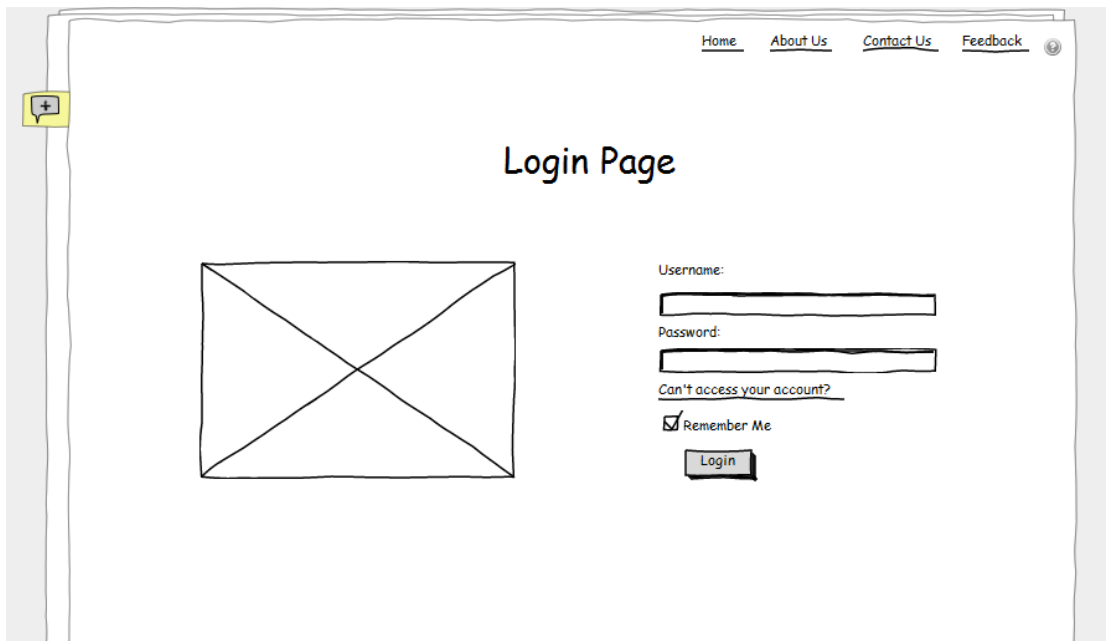 Home About Us Contact Us Feedback ?
+
Login Page
Username:
Password:
Can't access your account?
Remember Me
Login